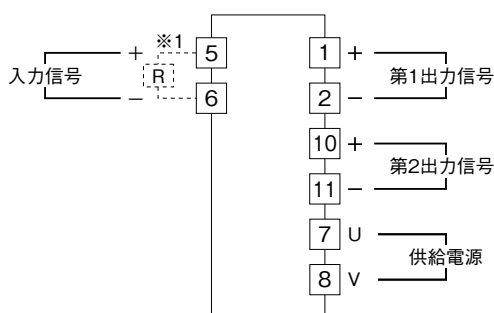 ※1
入力信号
+
R
−
5
6
1 +
2 −
第1出力信号
10 +
11 −
第2出力信号
7 U
8 V
供給電源